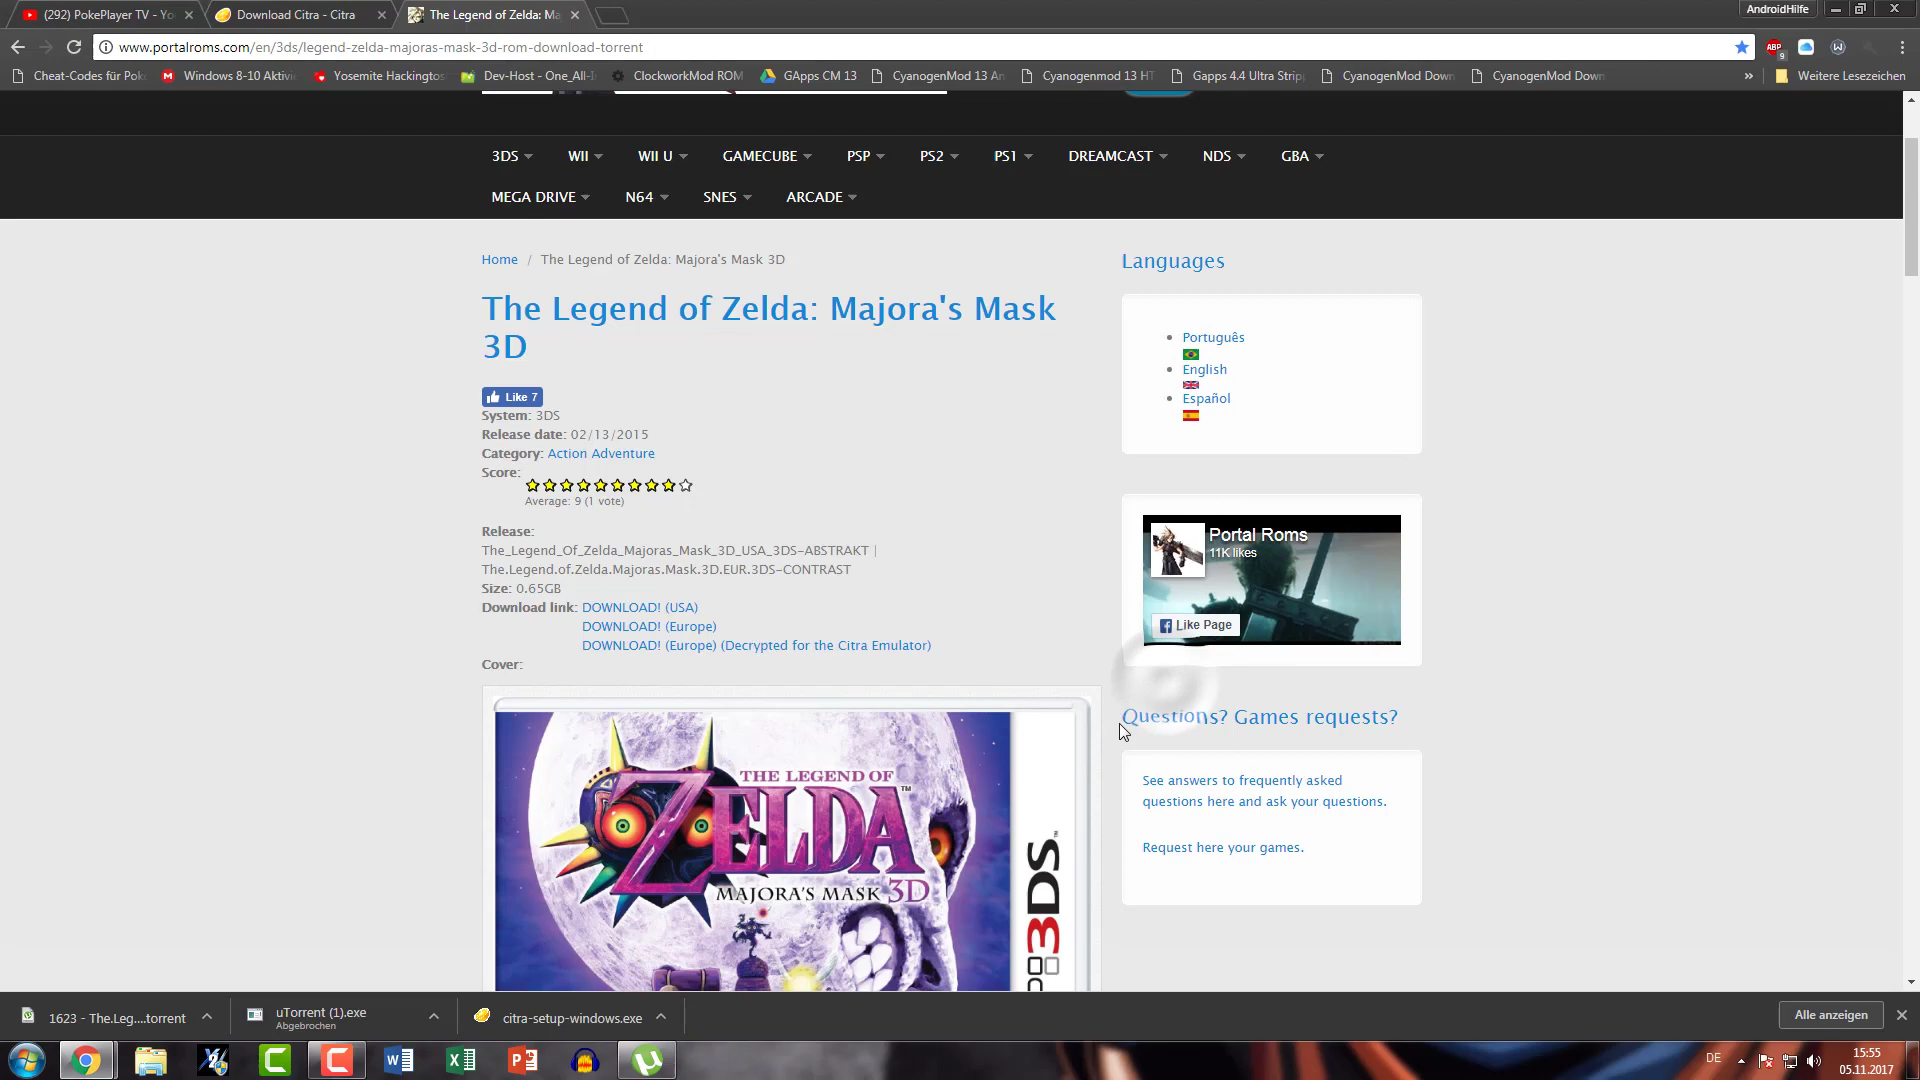 (292) PokePlayer TV - Yo
Download Citra - Citra
The Legend of Zelda: Ma
AndroidHilfe
www.portalroms.com/en/3ds/legend-zelda-majoras-mask-3d-rom-download-torrent
ABP
9
Cheat-Codes für Pok
Windows 8-10 Aktivi
Yosemite Hackingtos
Dev-Host - One_All-I
ClockworkMod ROM
GApps CM 13
CyanogenMod 13 An
Cyanogenmod 13 HT
Gapps 4.4 Ultra Stripp
CyanogenMod Down
CyanogenMod Down
»
Weitere Lesezeichen
3DS
WII
WII U
GAMECUBE
PSP
PS2
PS1
DREAMCAST
NDS
GBA
MEGA DRIVE
N64
SNES
ARCADE
Home / The Legend of Zelda: Majora's Mask 3D
The Legend of Zelda: Majora's Mask
3D
Like 7
System: 3DS
Release date: 02/13/2015
Category: Action Adventure
Score:
Average: 9 (1 vote)
Release:
The_Legend_Of_Zelda_Majoras_Mask_3D_USA_3DS-ABSTRAKT |
The.Legend.of.Zelda.Majoras.Mask.3D.EUR.3DS-CONTRAST
Size: 0.65GB
Download link: DOWNLOAD! (USA)
DOWNLOAD! (Europe)
DOWNLOAD! (Europe) (Decrypted for the Citra Emulator)
Cover:
THE LEGEND OF
ZELDA™
MAJORA'S MASK 3D
3DS™
Languages
Português
English
Español
Portal Roms
11K likes
Like Page
Questions? Games requests?
See answers to frequently asked
questions here and ask your questions.
Request here your games.
1623 - The.Leg....torrent
uTorrent (1).exe
Abgebrochen
citra-setup-windows.exe
Alle anzeigen
DE
15:55
05.11.2017